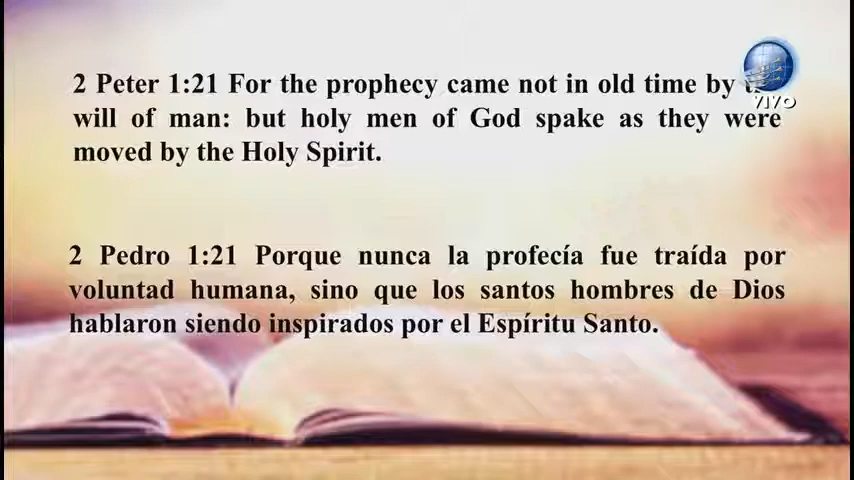 2 Peter 1:21 For the prophecy came not in old time by
will of man: but holy men of God spake as they were
moved by the Holy Spirit.
VIVO
2 Pedro 1:21 Porque nunca la profecía fue traída por
voluntad humana, sino que los santos hombres de Dios
hablaron siendo inspirados por el Espíritu Santo.